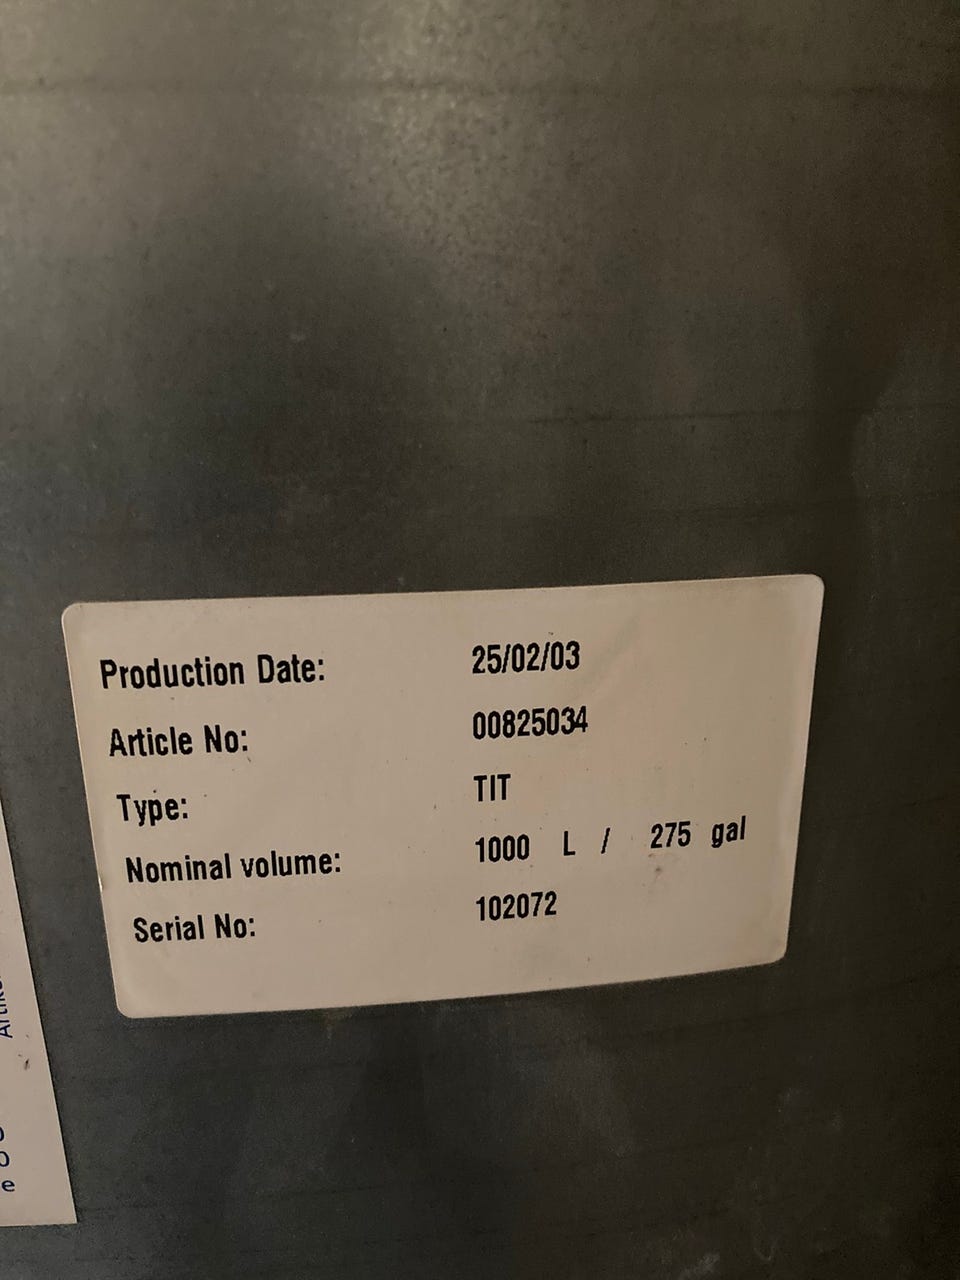 Production Date: 25/02/03
Article No: 00825034
Type: TIT
Nominal volume: 1000 L / 275 gal
Serial No: 102072